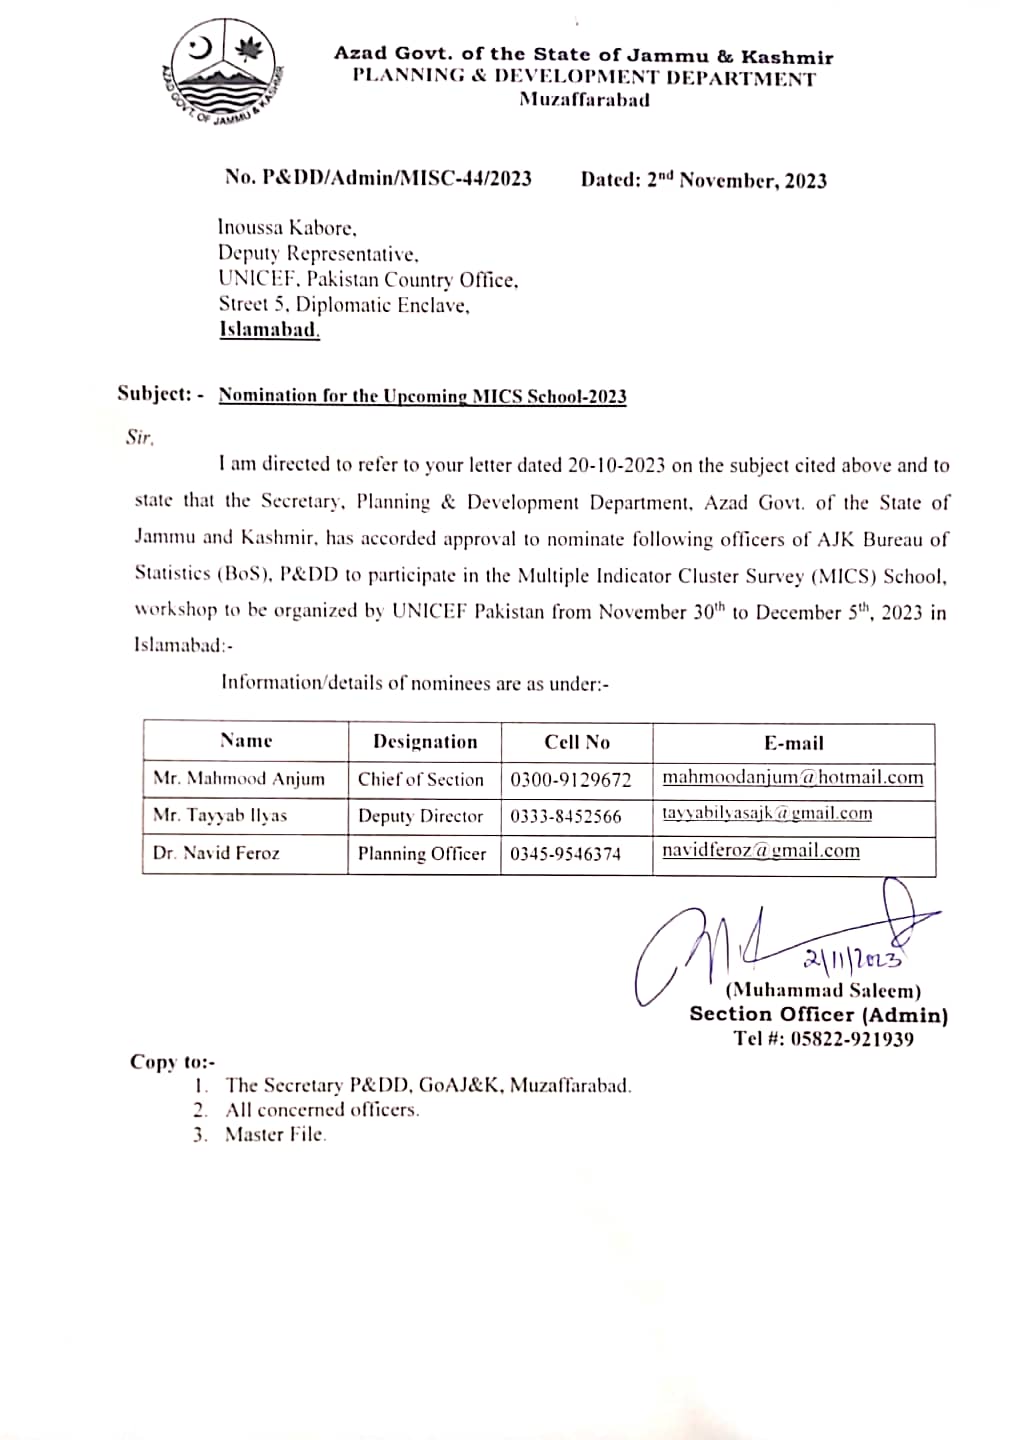 AZAD GOVT. OF JAMMU & KASHMIR
Azad Govt. of the State of Jammu & Kashmir
PLANNING & DEVELOPMENT DEPARTMENT
Muzaffarabad
No. P&DD/Admin/MISC-44/2023 Dated: 2nd November, 2023
Inoussa Kabore,
Deputy Representative,
UNICEF, Pakistan Country Office,
Street 5, Diplomatic Enclave,
Islamabad.
Subject: - Nomination for the Upcoming MICS School-2023
Sir,
I am directed to refer to your letter dated 20-10-2023 on the subject cited above and to
state that the Secretary, Planning & Development Department, Azad Govt. of the State of
Jammu and Kashmir, has accorded approval to nominate following officers of AJK Bureau of
Statistics (BoS), P&DD to participate in the Multiple Indicator Cluster Survey (MICS) School,
workshop to be organized by UNICEF Pakistan from November 30th to December 5th, 2023 in
Islamabad:-
Information/details of nominees are as under:-
Name Designation Cell No E-mail
Mr. Mahmood Anjum Chief of Section 0300-9129672 mahmoodanjum@hotmail.com
Mr. Tayyab Ilyas Deputy Director 0333-8452566 tayyabilyasajk@gmail.com
Dr. Navid Feroz Planning Officer 0345-9546374 navidferoz@gmail.com
2/11/2023
(Muhammad Saleem)
Section Officer (Admin)
Tel #: 05822-921939
Copy to:-
1. The Secretary P&DD, GoAJ&K, Muzaffarabad.
2. All concerned officers.
3. Master File.